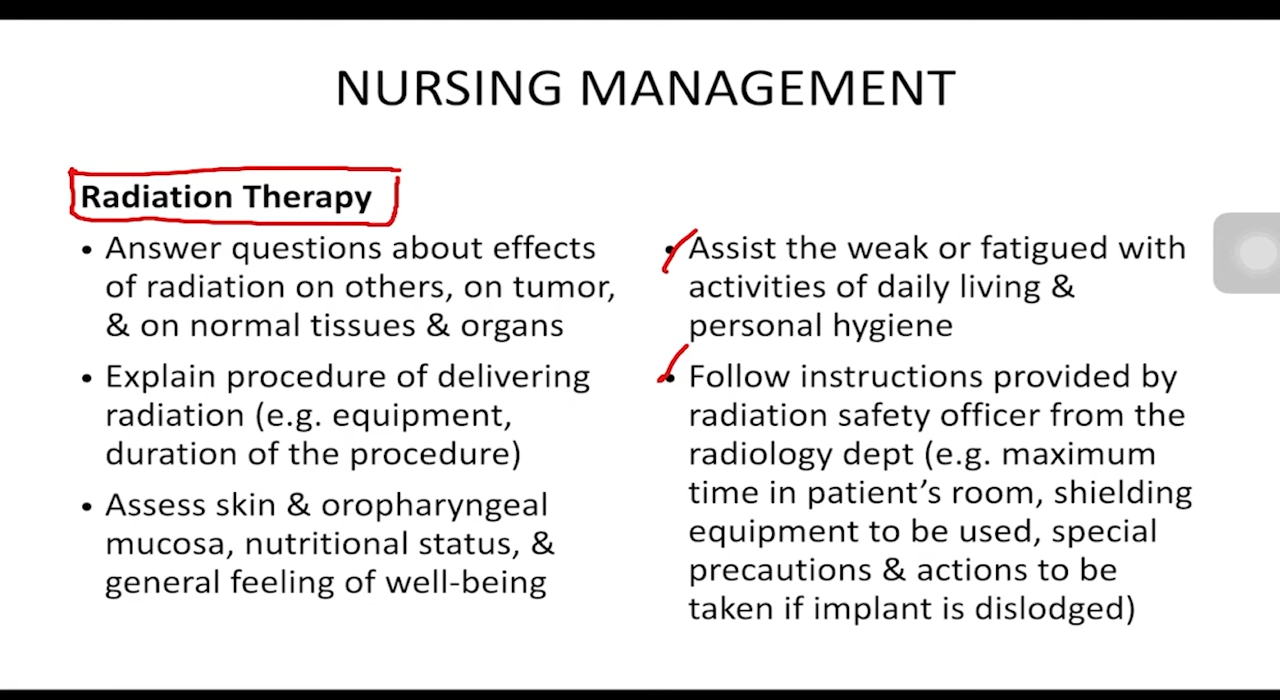 NURSING MANAGEMENT
Radiation Therapy
• Answer questions about effects
of radiation on others, on tumor,
& on normal tissues & organs
• Explain procedure of delivering
radiation (e.g. equipment,
duration of the procedure)
• Assess skin & oropharyngeal
mucosa, nutritional status, &
general feeling of well-being
• Assist the weak or fatigued with
activities of daily living &
personal hygiene
• Follow instructions provided by
radiation safety officer from the
radiology dept (e.g. maximum
time in patient’s room, shielding
equipment to be used, special
precautions & actions to be
taken if implant is dislodged)